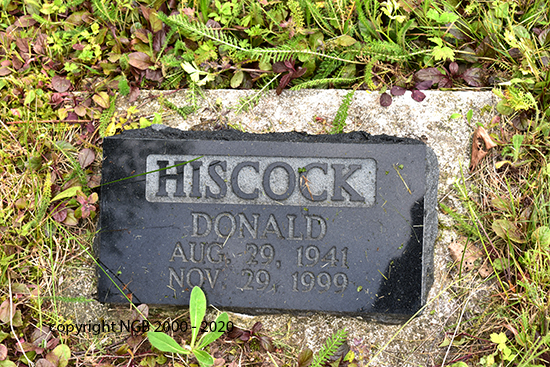 HISCOCK
DONALD
AUG. 29, 1941
NOV. 29, 1999
copyright NGB 2000 - 2020